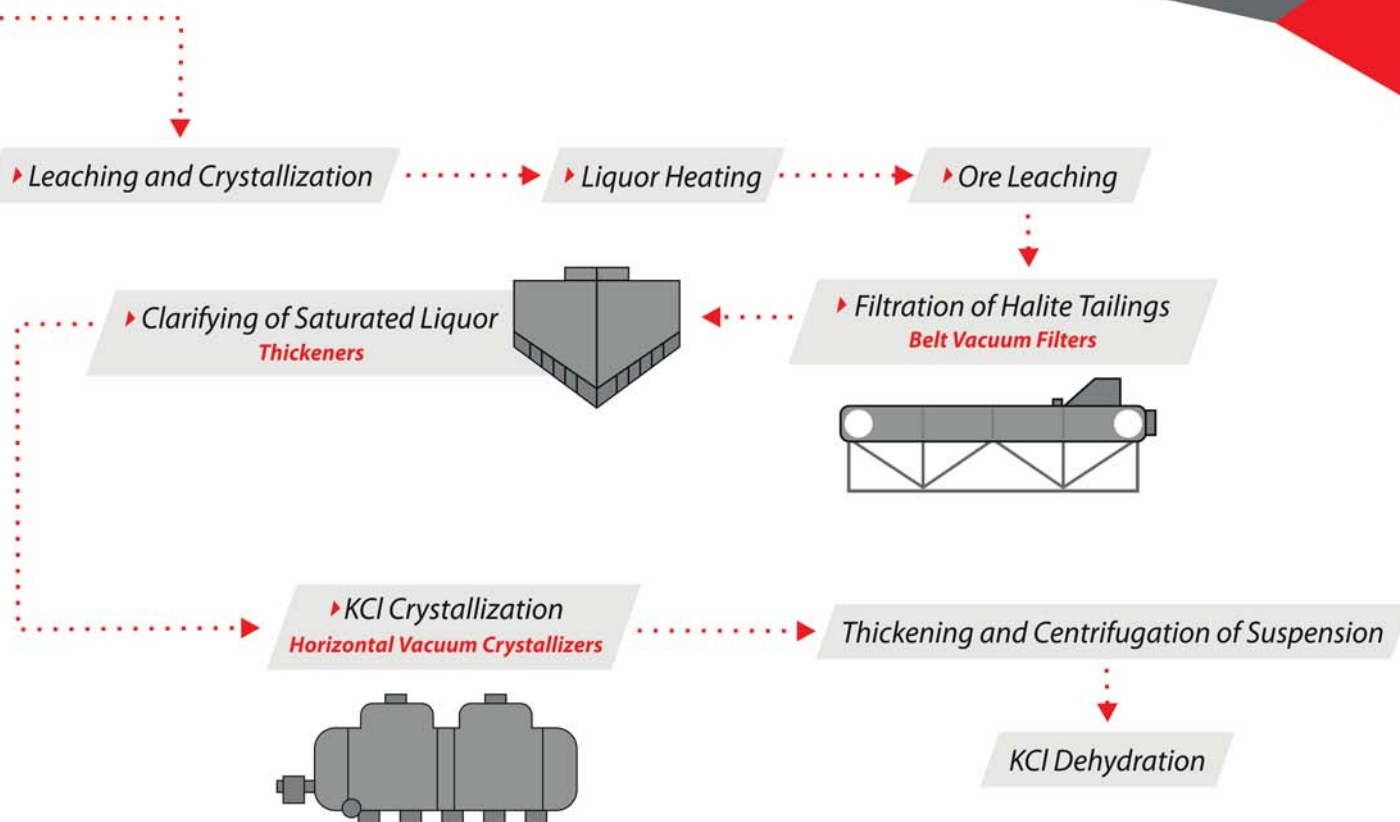 Leaching and Crystallization
Liquor Heating
Ore Leaching
Filtration of Halite Tailings
Belt Vacuum Filters
Clarifying of Saturated Liquor
Thickeners
KCl Crystallization
Horizontal Vacuum Crystallizers
Thickening and Centrifugation of Suspension
KCl Dehydration